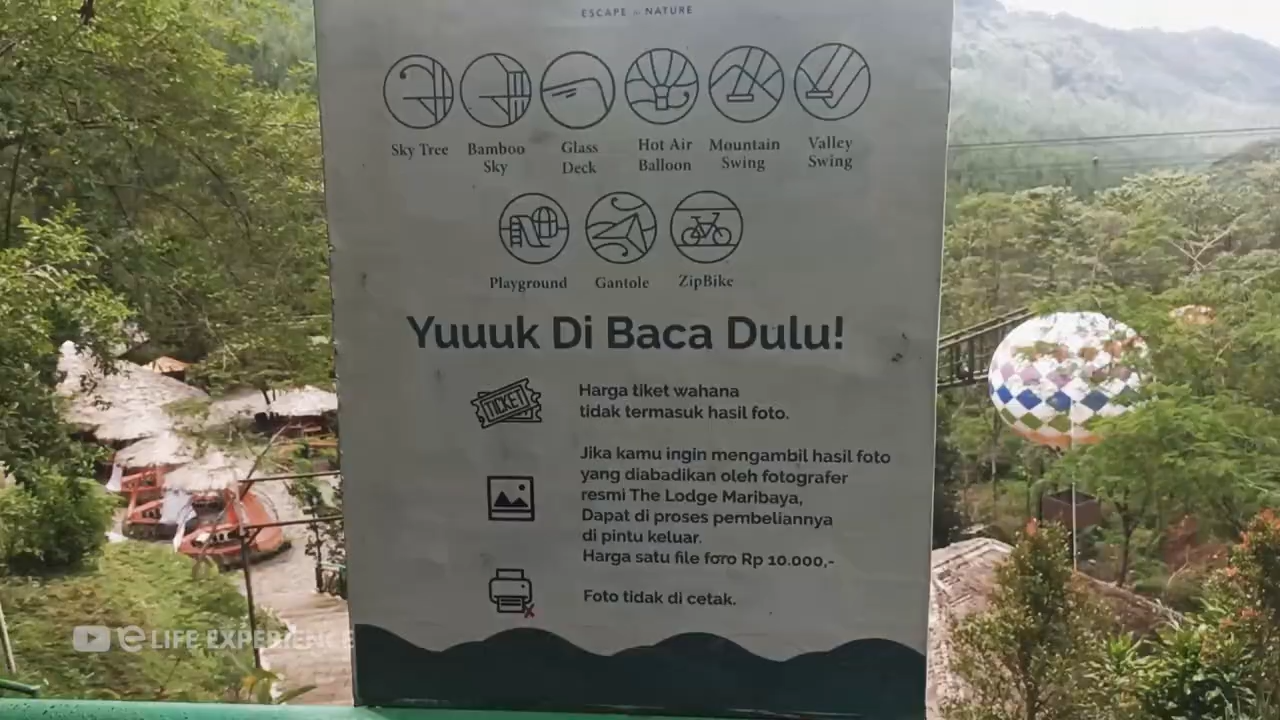 ESCAPE to NATURE
Sky Tree
Bamboo Sky
Glass Deck
Hot Air Balloon
Mountain Swing
Valley Swing
Playground
Gantole
ZipBike
Yuuuk Di Baca Dulu!
TICKET
Harga tiket wahana
tidak termasuk hasil foto.
Jika kamu ingin mengambil hasil foto
yang diabadikan oleh fotografer
resmi The Lodge Maribaya,
Dapat di proses pembeliannya
di pintu keluar.
Harga satu file foro Rp 10.000,-
Foto tidak di cetak.
LIFE EXPERIENCE